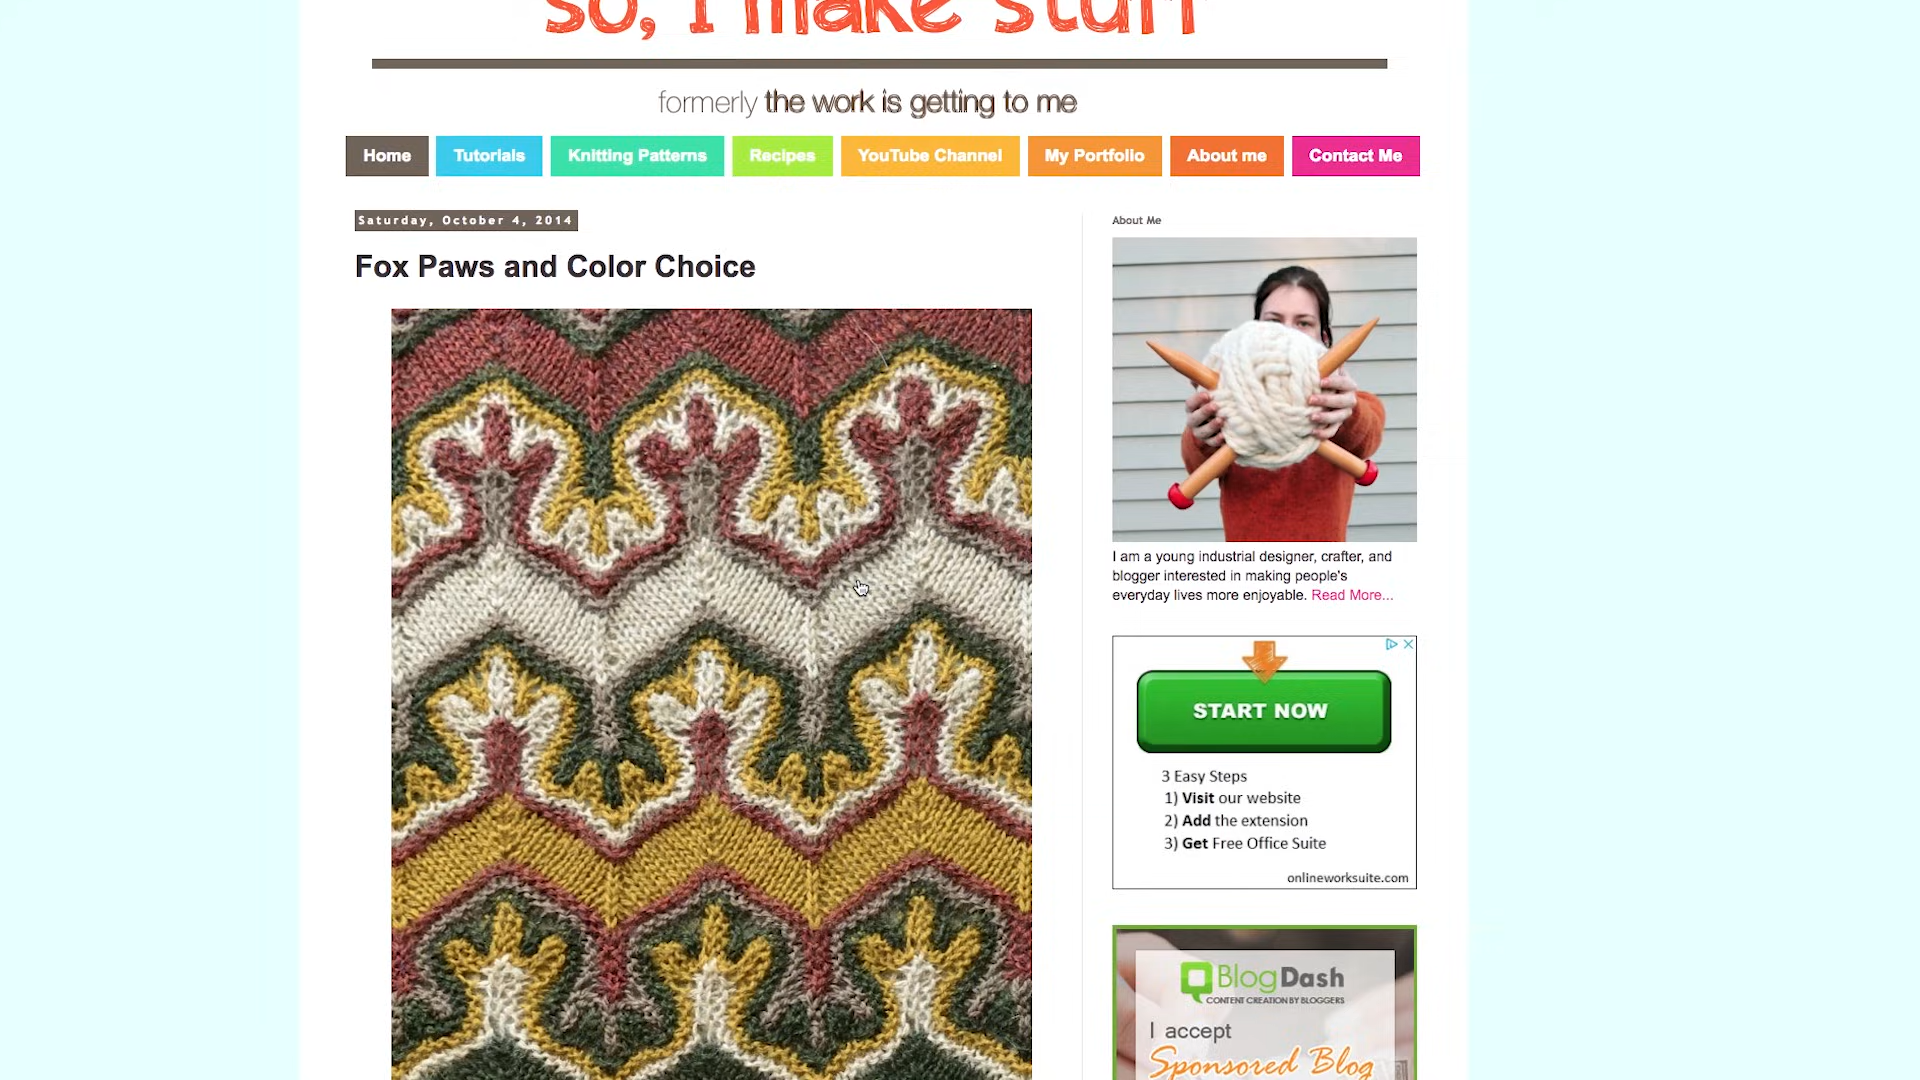 so, I make stuff
formerly the work is getting to me
Home Tutorials Knitting Patterns Recipes YouTube Channel My Portfolio About me Contact Me
Saturday, October 4, 2014
Fox Paws and Color Choice
About Me
I am a young industrial designer, crafter, and
blogger interested in making people's
everyday lives more enjoyable. Read More...
START NOW
3 Easy Steps
1) Visit our website
2) Add the extension
3) Get Free Office Suite
onlineworksuite.com
BlogDash
CONTENT CREATION BY BLOGGERS
I accept
Sponsored Blog